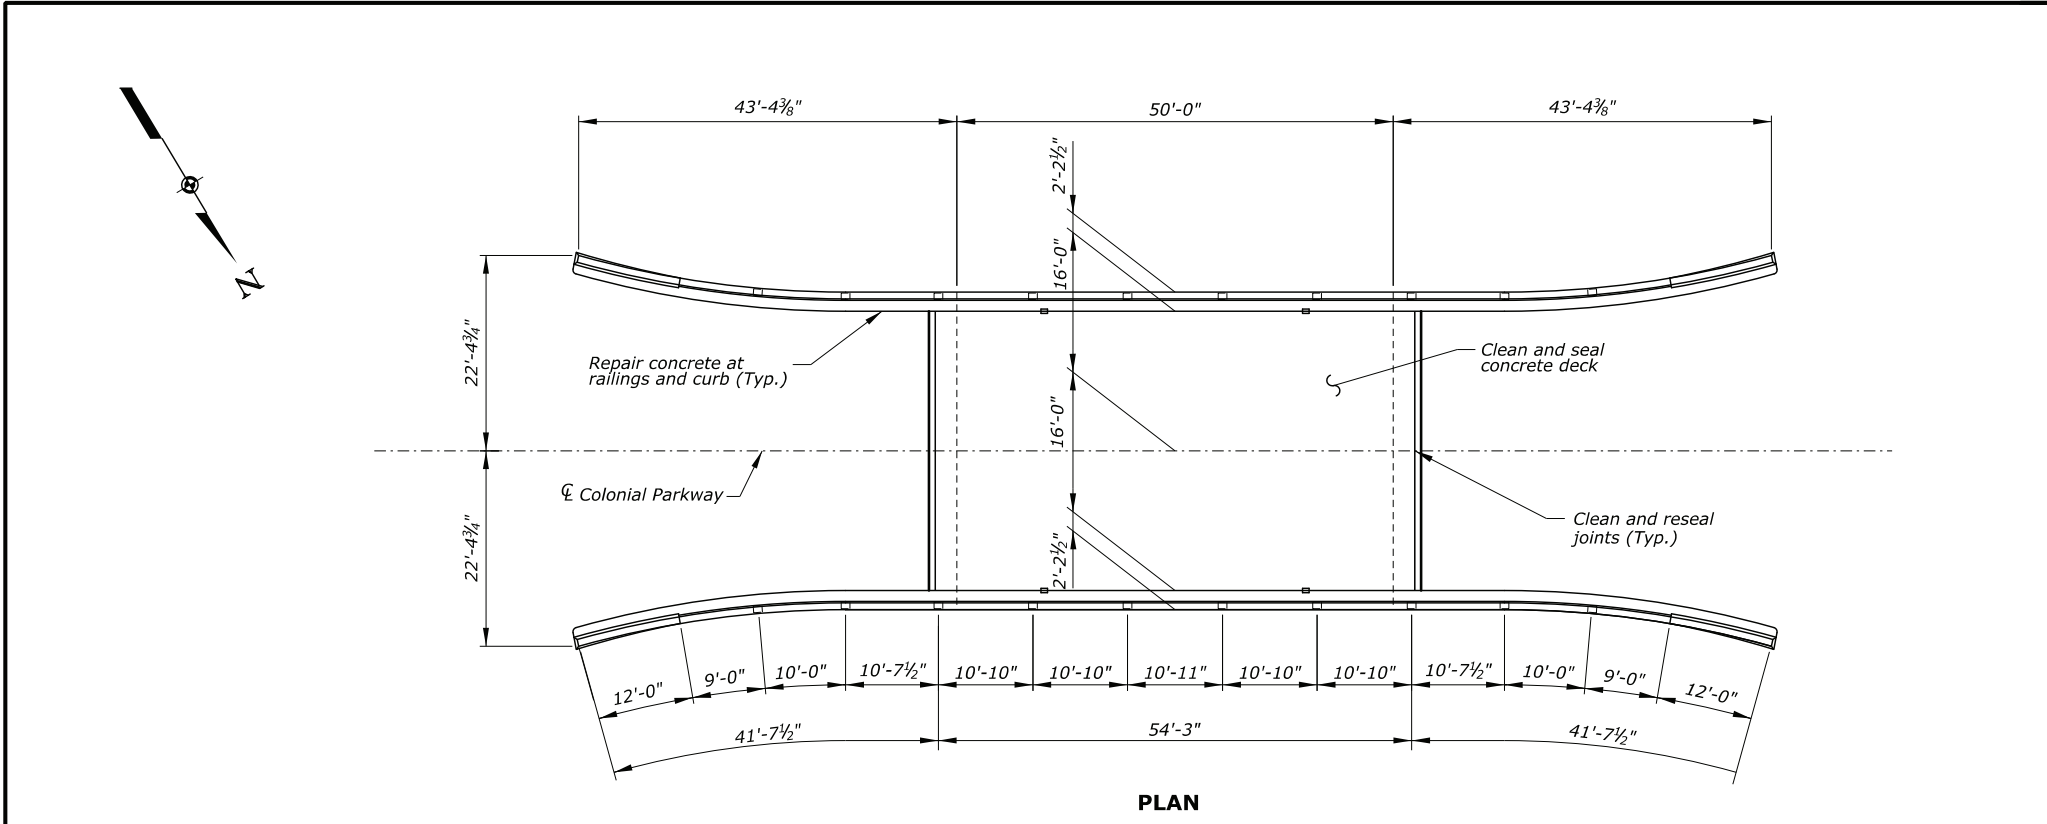 43'-4⅜"
50'-0"
43'-4⅜"
2'-2½"
16'-0"
N
22'-4¾"
Repair concrete at
railings and curb (Typ.)
Clean and seal
concrete deck
16'-0"
℄ Colonial Parkway
22'-4¾"
2'-2½"
Clean and reseal
joints (Typ.)
12'-0"
9'-0"
10'-0"
10'-7½"
10'-10"
10'-10"
10'-11"
10'-10"
10'-10"
10'-7½"
10'-0"
9'-0"
12'-0"
41'-7½"
54'-3"
41'-7½"
PLAN